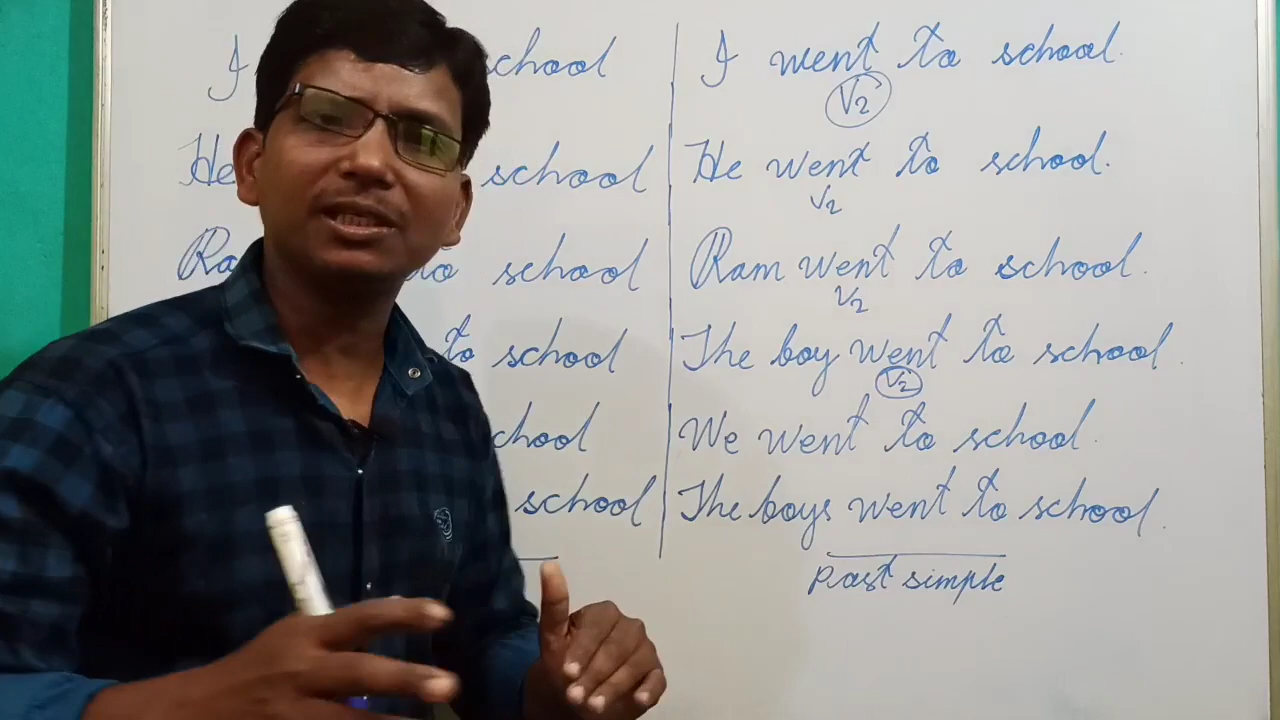 I school
He school
Ra to school
to school
chool
school
I went to school.
V2
He went to school.
V2
Ram went to school.
V2
The boy went to school.
V2
We went to school.
The boys went to school.
Past simple